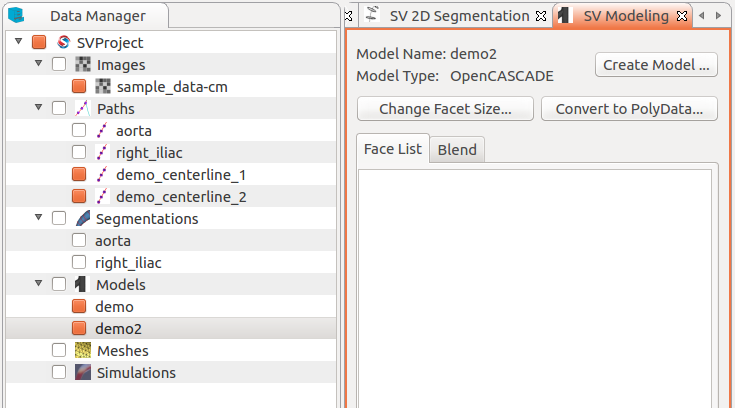 Data Manager
SVProject
Images
sample_data-cm
Paths
aorta
right_iliac
demo_centerline_1
demo_centerline_2
Segmentations
aorta
right_iliac
Models
demo
demo2
Meshes
Simulations
SV 2D Segmentation
SV Modeling
Model Name: demo2
Model Type: OpenCASCADE
Create Model ...
Change Facet Size...
Convert to PolyData...
Face List
Blend